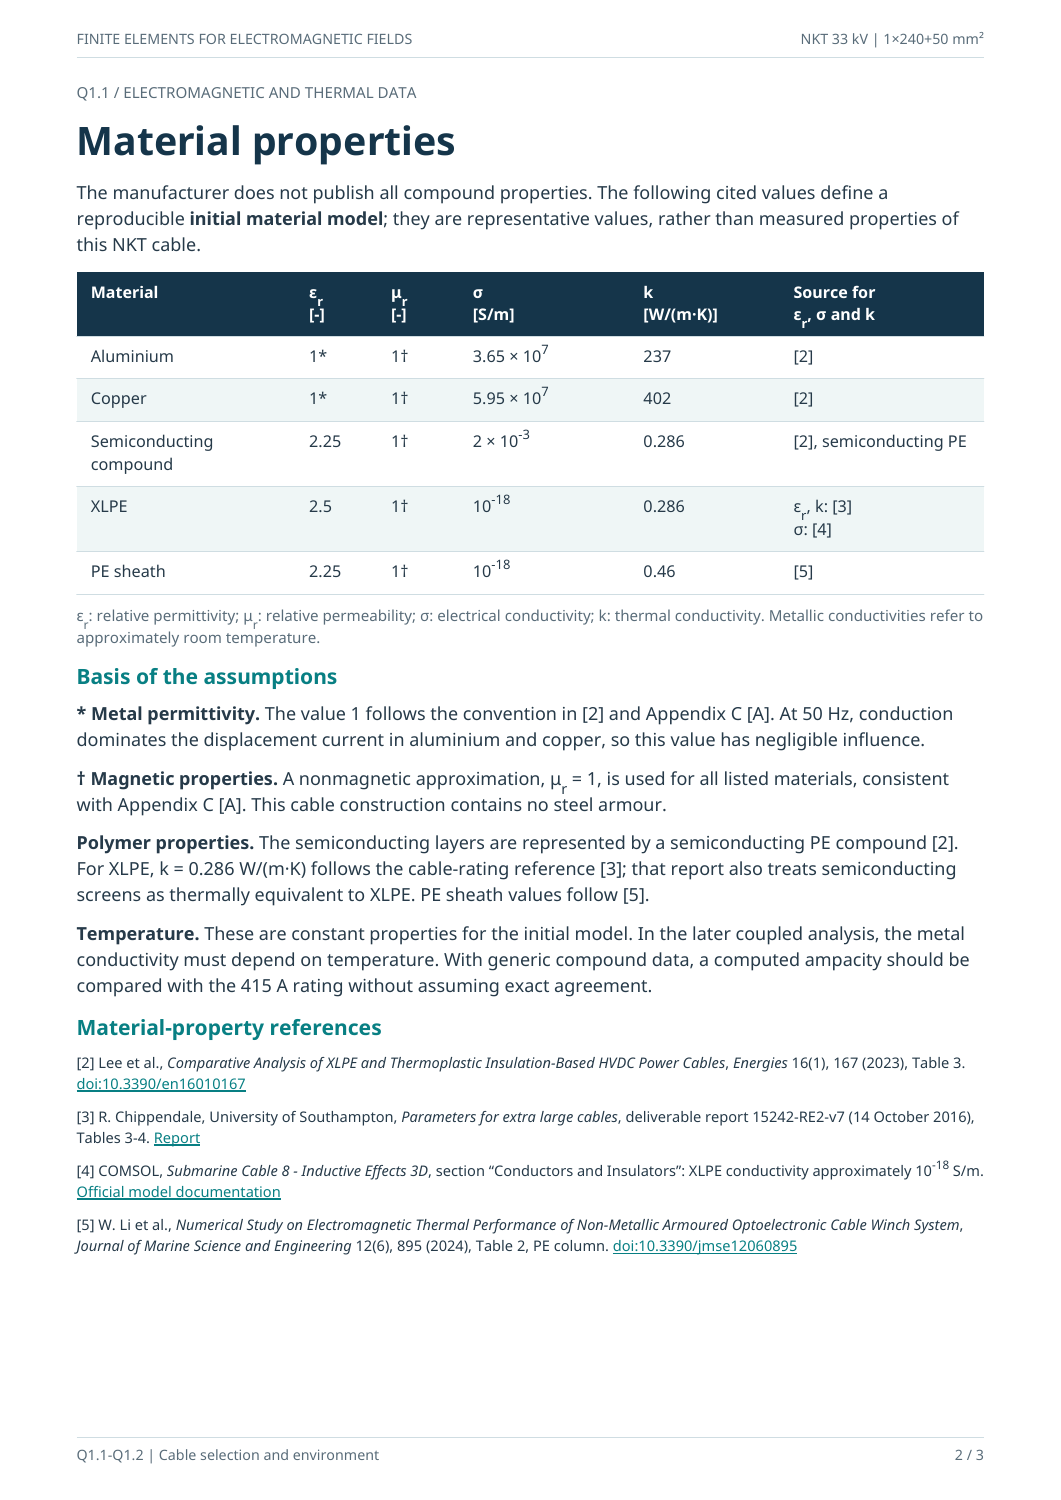 FINITE ELEMENTS FOR ELECTROMAGNETIC FIELDS
NKT 33 kV | 1×240+50 mm²
Q1.1 / ELECTROMAGNETIC AND THERMAL DATA
Material properties
The manufacturer does not publish all compound properties. The following cited values define a
reproducible initial material model; they are representative values, rather than measured properties of
this NKT cable.
Material εr [-] μr [-] σ [S/m] k [W/(m·K)] Source for εr, σ and k
Aluminium 1* 1† 3.65 × 10^7 237 [2]
Copper 1* 1† 5.95 × 10^7 402 [2]
Semiconducting compound 2.25 1† 2 × 10^-3 0.286 [2], semiconducting PE
XLPE 2.5 1† 10^-18 0.286 εr, k: [3] σ: [4]
PE sheath 2.25 1† 10^-18 0.46 [5]
εr: relative permittivity; μr: relative permeability; σ: electrical conductivity; k: thermal conductivity. Metallic conductivities refer to
approximately room temperature.
Basis of the assumptions
* Metal permittivity. The value 1 follows the convention in [2] and Appendix C [A]. At 50 Hz, conduction
dominates the displacement current in aluminium and copper, so this value has negligible influence.
† Magnetic properties. A nonmagnetic approximation, μr = 1, is used for all listed materials, consistent
with Appendix C [A]. This cable construction contains no steel armour.
Polymer properties. The semiconducting layers are represented by a semiconducting PE compound [2].
For XLPE, k = 0.286 W/(m·K) follows the cable-rating reference [3]; that report also treats semiconducting
screens as thermally equivalent to XLPE. PE sheath values follow [5].
Temperature. These are constant properties for the initial model. In the later coupled analysis, the metal
conductivity must depend on temperature. With generic compound data, a computed ampacity should be
compared with the 415 A rating without assuming exact agreement.
Material-property references
[2] Lee et al., Comparative Analysis of XLPE and Thermoplastic Insulation-Based HVDC Power Cables, Energies 16(1), 167 (2023), Table 3.
doi:10.3390/en16010167
[3] R. Chippendale, University of Southampton, Parameters for extra large cables, deliverable report 15242-RE2-v7 (14 October 2016),
Tables 3-4. Report
[4] COMSOL, Submarine Cable 8 - Inductive Effects 3D, section “Conductors and Insulators”: XLPE conductivity approximately 10^-18 S/m.
Official model documentation
[5] W. Li et al., Numerical Study on Electromagnetic Thermal Performance of Non-Metallic Armoured Optoelectronic Cable Winch System,
Journal of Marine Science and Engineering 12(6), 895 (2024), Table 2, PE column. doi:10.3390/jmse12060895
Q1.1-Q1.2 | Cable selection and environment
2 / 3